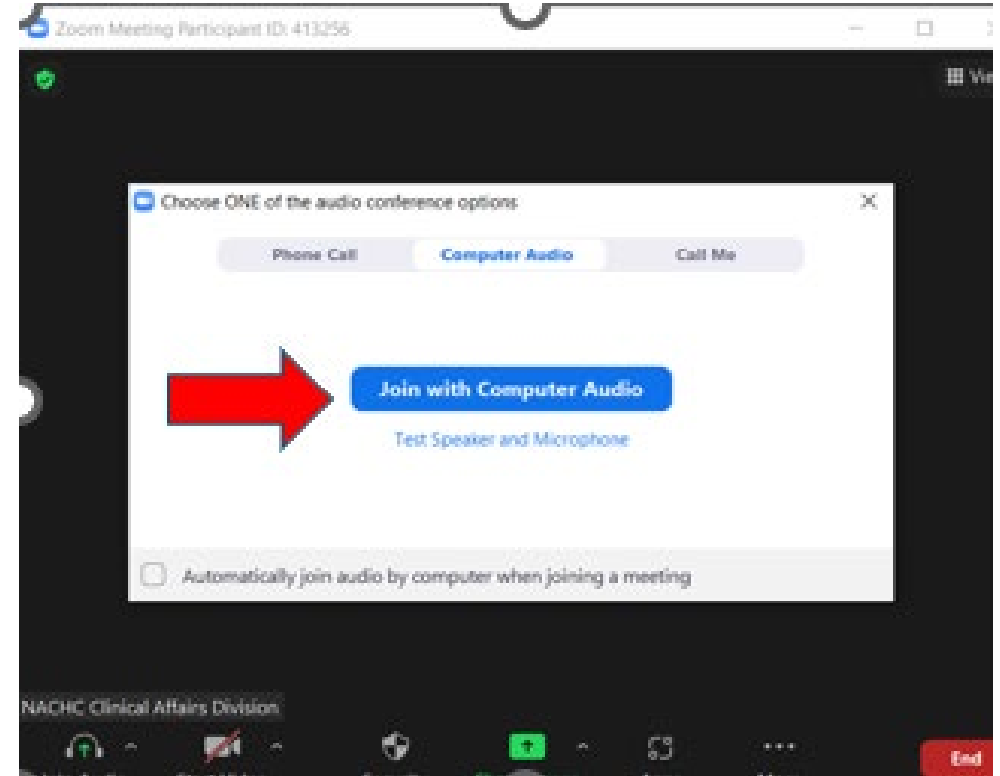 Zoom Meeting Participant ID: 413256
Vie
Choose ONE of the audio conference options
Phone Call Computer Audio Call Me
Join with Computer Audio
Test Speaker and Microphone
Automatically join audio by computer when joining a meeting
NACHC Clinical Affairs Division
End